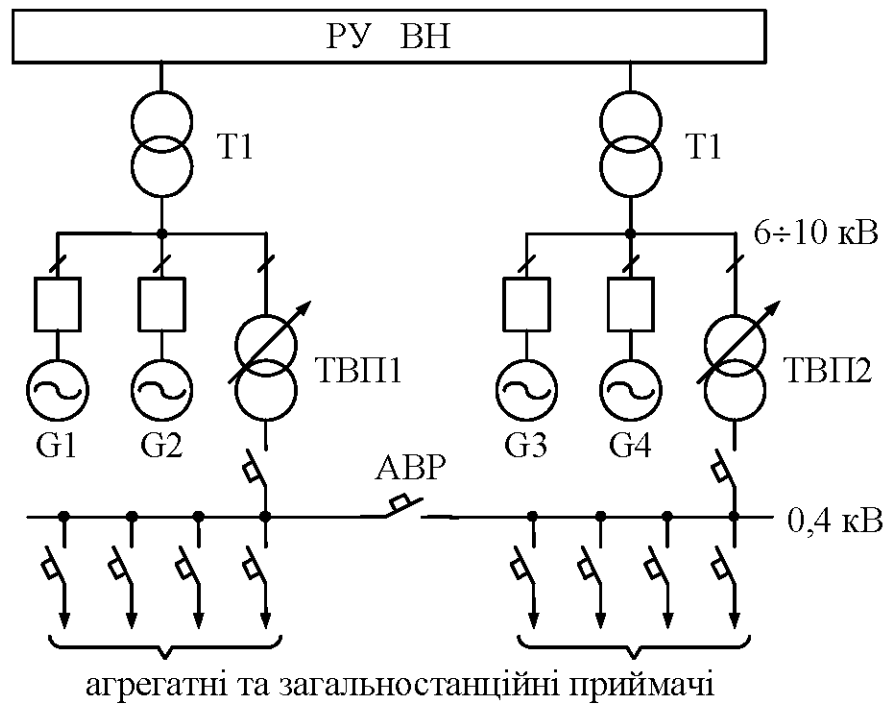 РУ ВН
Т1
Т1
6÷10 кВ
ТВП1
ТВП2
G1
G2
G3
G4
АВР
0,4 кВ
агрегатні та загальностанційні приймачі